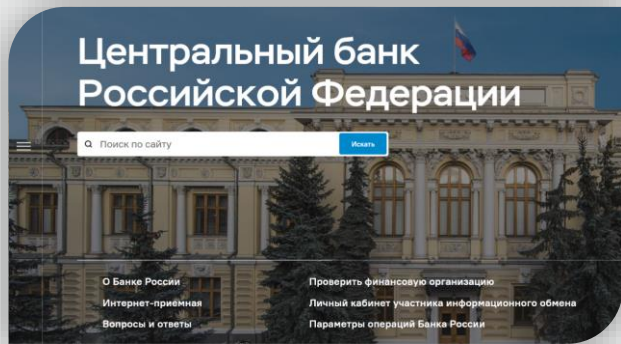 Центральный банк
Российской Федерации
Поиск по сайту
Искать
О Банке России
Проверить финансовую организацию
Интернет-приемная
Личный кабинет участника информационного обмена
Вопросы и ответы
Параметры операций Банка России